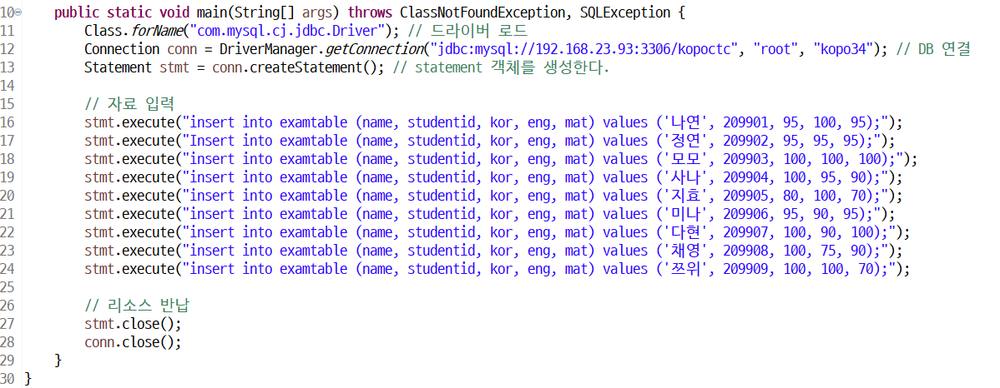 10 public static void main(String[] args) throws ClassNotFoundException, SQLException {
11 Class.forName("com.mysql.cj.jdbc.Driver"); // 드라이버 로드
12 Connection conn = DriverManager.getConnection("jdbc:mysql://192.168.23.93:3306/kopoctc", "root", "kopo34"); // DB 연결
13 Statement stmt = conn.createStatement(); // statement 객체를 생성한다.
14
15 // 자료 입력
16 stmt.execute("insert into examtable (name, studentid, kor, eng, mat) values ('나연', 209901, 95, 100, 95);");
17 stmt.execute("Insert into examtable (name, studentid, kor, eng, mat) values ('정연', 209902, 95, 95, 95);");
18 stmt.execute("insert into examtable (name, studentid, kor, eng, mat) values ('모모', 209903, 100, 100, 100);");
19 stmt.execute("insert into examtable (name, studentid, kor, eng, mat) values ('사나', 209904, 100, 95, 90);");
20 stmt.execute("insert into examtable (name, studentid, kor, eng, mat) values ('지효', 209905, 80, 100, 70);");
21 stmt.execute("insert into examtable (name, studentid, kor, eng, mat) values ('미나', 209906, 95, 90, 95);");
22 stmt.execute("insert into examtable (name, studentid, kor, eng, mat) values ('다현', 209907, 100, 90, 100);");
23 stmt.execute("insert into examtable (name, studentid, kor, eng, mat) values ('채영', 209908, 100, 75, 90);");
24 stmt.execute("insert into examtable (name, studentid, kor, eng, mat) values ('쯔위', 209909, 100, 100, 70);");
25
26 // 리소스 반납
27 stmt.close();
28 conn.close();
29 }
30 }